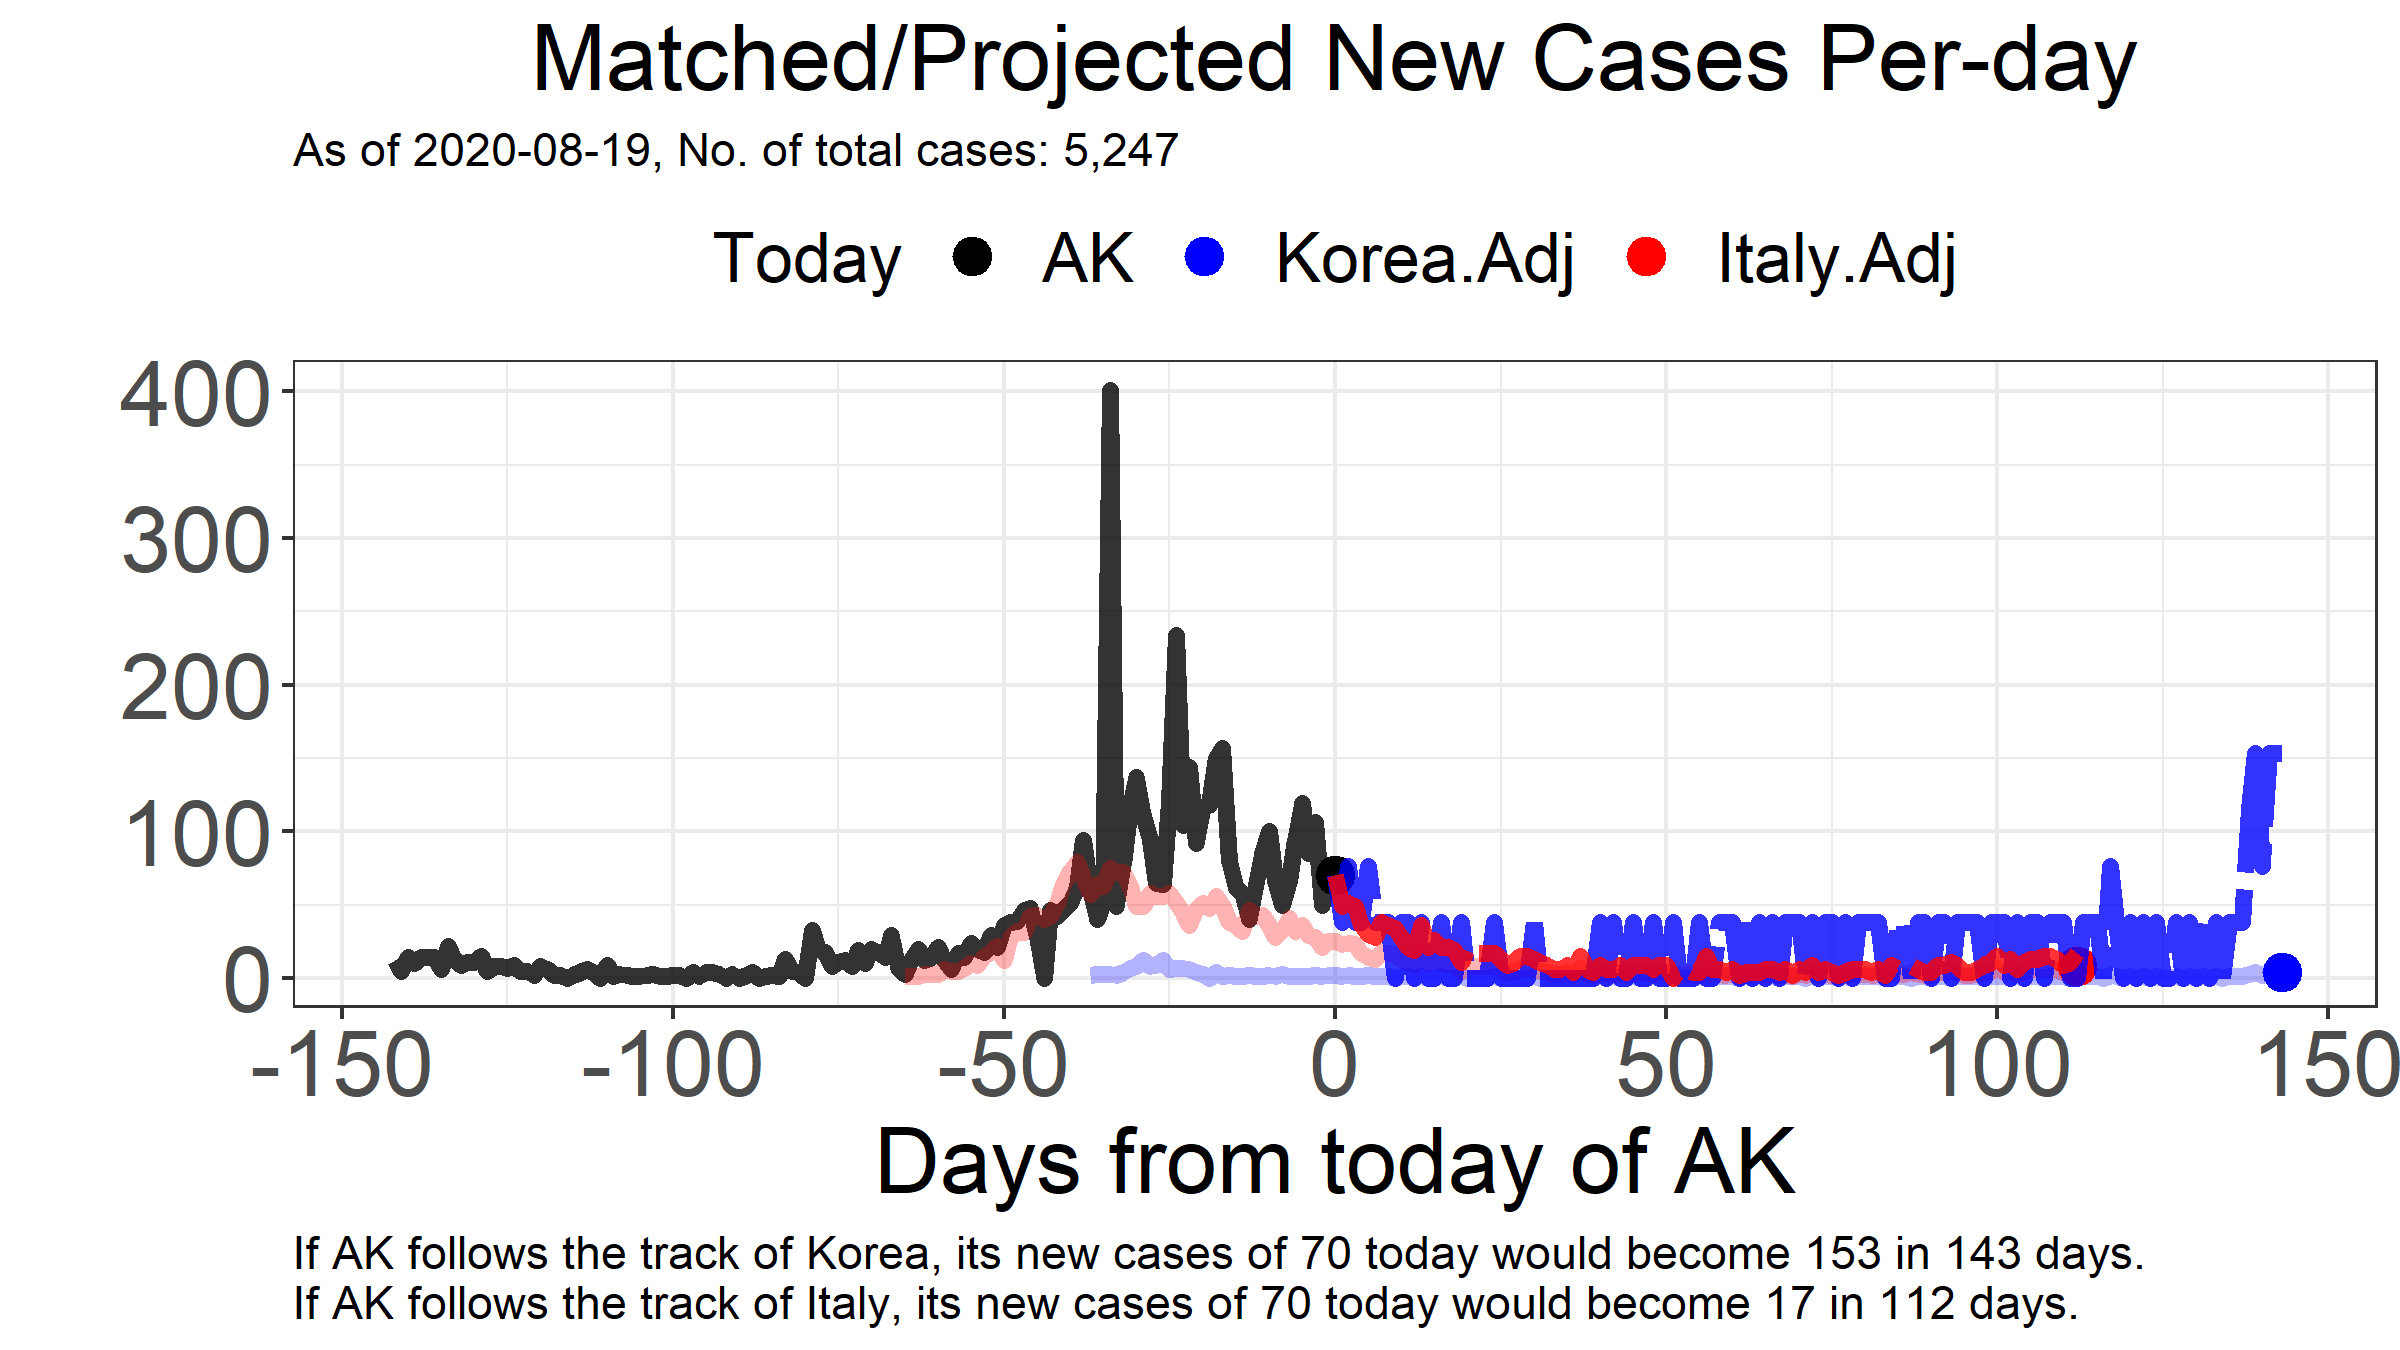 Matched/Projected New Cases Per-day
As of 2020-08-19, No. of total cases: 5,247
Today AK Korea.Adj Italy.Adj
400
300
200
100
0
-150 -100 -50 0 50 100 150
Days from today of AK
If AK follows the track of Korea, its new cases of 70 today would become 153 in 143 days.
If AK follows the track of Italy, its new cases of 70 today would become 17 in 112 days.